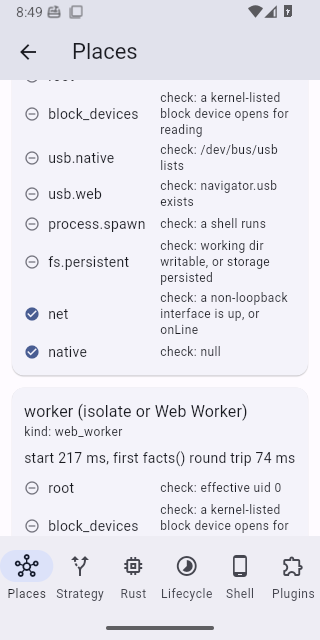 8:49
Places
block_devices
check: a kernel-listed
block device opens for
reading
usb.native
check: /dev/bus/usb
lists
usb.web
check: navigator.usb
exists
process.spawn
check: a shell runs
fs.persistent
check: working dir
writable, or storage
persisted
net
check: a non-loopback
interface is up, or
onLine
native
check: null
worker (isolate or Web Worker)
kind: web_worker
start 217 ms, first facts() round trip 74 ms
root
check: effective uid 0
block_devices
check: a kernel-listed
block device opens for
Places
Strategy
Rust
Lifecycle
Shell
Plugins